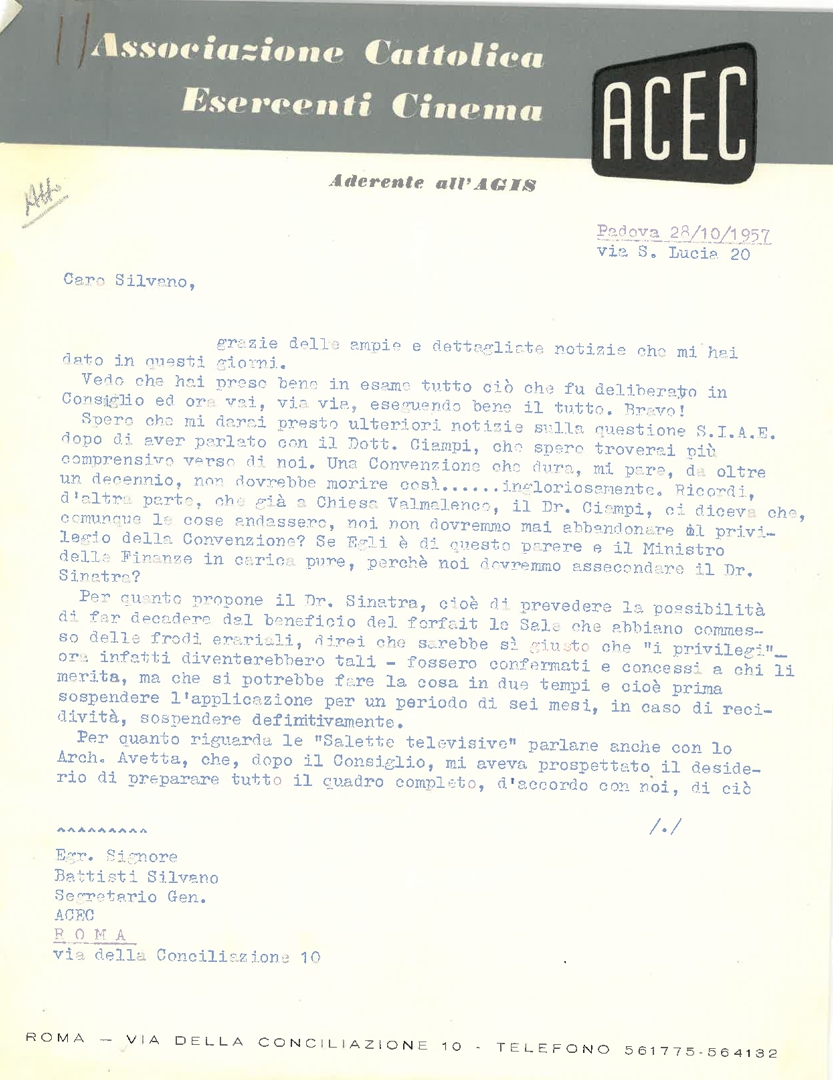 Associazione Cattolica
Esercenti Cinema
ACEC
Aderente all'AGIS
Atto
Padova 28/10/1957
via S. Lucia 20
Caro Silvano,
grazie delle ampie e dettagliate notizie che mi hai
dato in questi giorni.
Vedo che hai preso bene in esame tutto ciò che fu deliberato in
Consiglio ed ora vai, via via, eseguendo bene il tutto. Bravo!
Spero che mi darai presto ulteriori notizie sulla questione S.I.A.E.
dopo di aver parlato con il Dott. Ciampi, che spero troverai più
comprensivo verso di noi. Una Convenzione che dura, mi pare, da oltre
un decennio, non dovrebbe morire così......ingloriosamente. Ricordi,
d'altra parte, che già a Chiesa Valmalenco, il Dr. Ciampi, ci diceva che,
comunque le cose andassero, noi non dovremmo mai abbandonare il privi-
legio della Convenzione? Se Egli è di questo parere e il Ministro
delle Finanze in carica pure, perchè noi dovremmo assecondare il Dr.
Sinatra?
Per quanto propone il Dr. Sinatra, cioè di prevedere la possibilità
di far decadere dal beneficio del forfait le Sale che abbiano commes-
so delle frodi erariali, direi che sarebbe sì giusto che "i privilegi"_
ora infatti diventerebbero tali - fossero confermati e concessi a chi li
merita, ma che si potrebbe fare la cosa in due tempi e cioè prima
sospendere l'applicazione per un periodo di sei mesi, in caso di reci-
dività, sospendere definitivamente.
Per quanto riguarda le "Salette televisive" parlane anche con lo
Arch. Avetta, che, dopo il Consiglio, mi aveva prospettato il deside-
rio di preparare tutto il quadro completo, d'accordo con noi, di ciò
/./
^^^^^^^^^
Egr. Signore
Battisti Silvano
Segretario Gen.
ACEC
R O M A
via della Conciliazione 10
ROMA — VIA DELLA CONCILIAZIONE 10 - TELEFONO 561775-564132